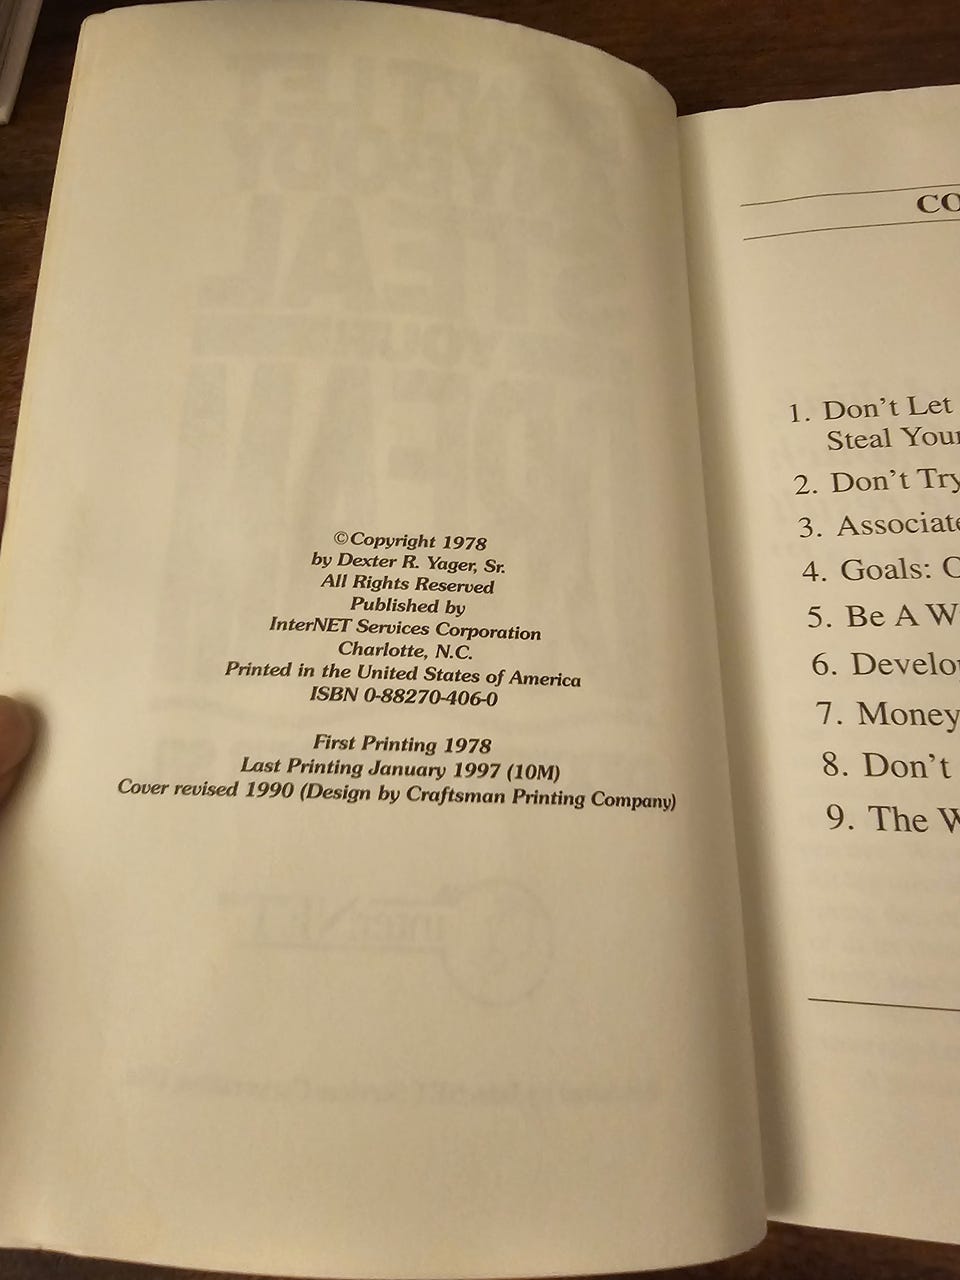 ©Copyright 1978
by Dexter R. Yager, Sr.
All Rights Reserved
Published by
InterNET Services Corporation
Charlotte, N.C.
Printed in the United States of America
ISBN 0-88270-406-0
First Printing 1978
Last Printing January 1997 (10M)
Cover revised 1990 (Design by Craftsman Printing Company)
CO
1. Don't Let
Steal Your
2. Don't Try
3. Associate
4. Goals: C
5. Be A W
6. Develop
7. Money
8. Don't
9. The W